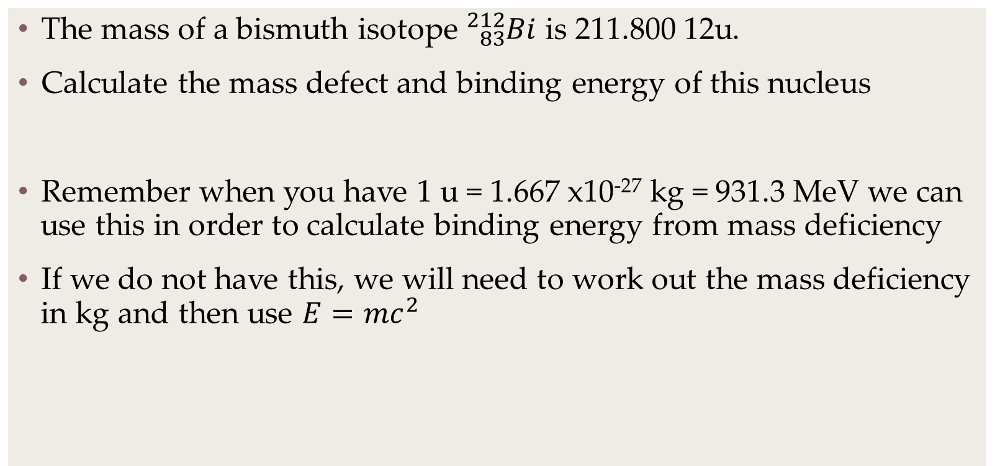 • The mass of a bismuth isotope $^{212}_{83}Bi$ is 211.800 12u.
• Calculate the mass defect and binding energy of this nucleus
• Remember when you have 1 u = 1.667 x10⁻²⁷ kg = 931.3 MeV we can
use this in order to calculate binding energy from mass deficiency
• If we do not have this, we will need to work out the mass deficiency
in kg and then use $E = mc^2$